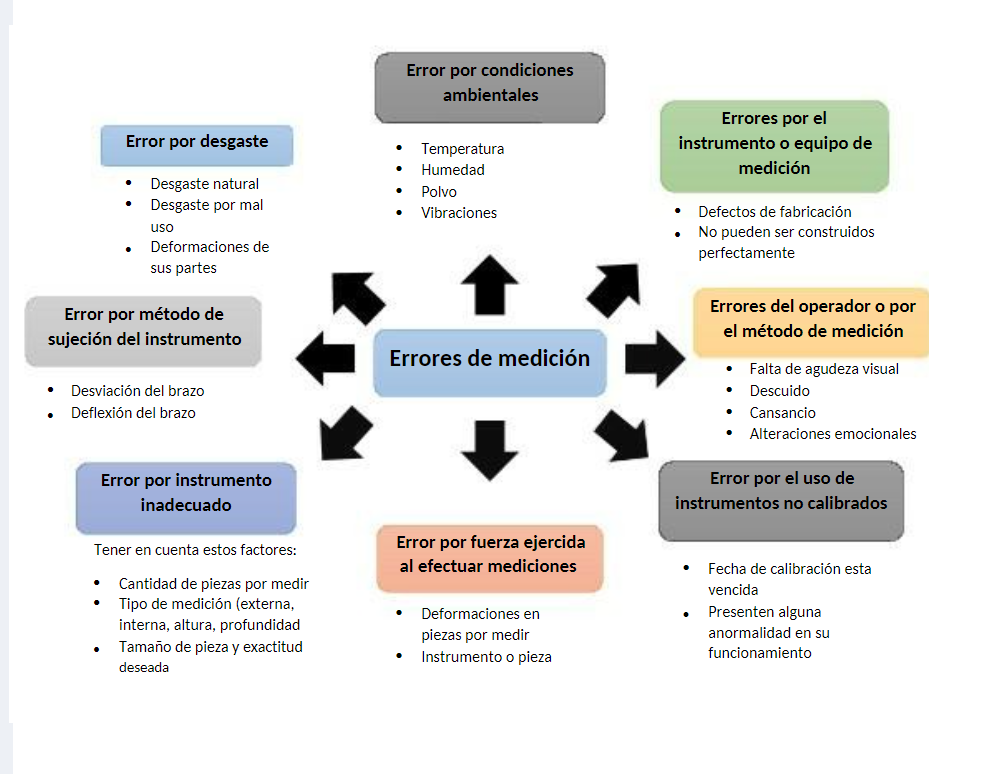 Error por condiciones
ambientales
Temperatura
Humedad
Polvo
Vibraciones
Errores por el
instrumento o equipo de
medición
Defectos de fabricación
No pueden ser construidos
perfectamente
Error por desgaste
Desgaste natural
Desgaste por mal
uso
Deformaciones de
sus partes
Error por método de
sujeción del instrumento
Desviación del brazo
Deflexión del brazo
Errores de medición
Errores del operador o por
el método de medición
Falta de agudeza visual
Descuido
Cansancio
Alteraciones emocionales
Error por instrumento
inadecuado
Tener en cuenta estos factores:
Cantidad de piezas por medir
Tipo de medición (externa,
interna, altura, profundidad
Tamaño de pieza y exactitud
deseada
Error por fuerza ejercida
al efectuar mediciones
Deformaciones en
piezas por medir
Instrumento o pieza
Error por el uso de
instrumentos no calibrados
Fecha de calibración esta
vencida
Presenten alguna
anormalidad en su
funcionamiento